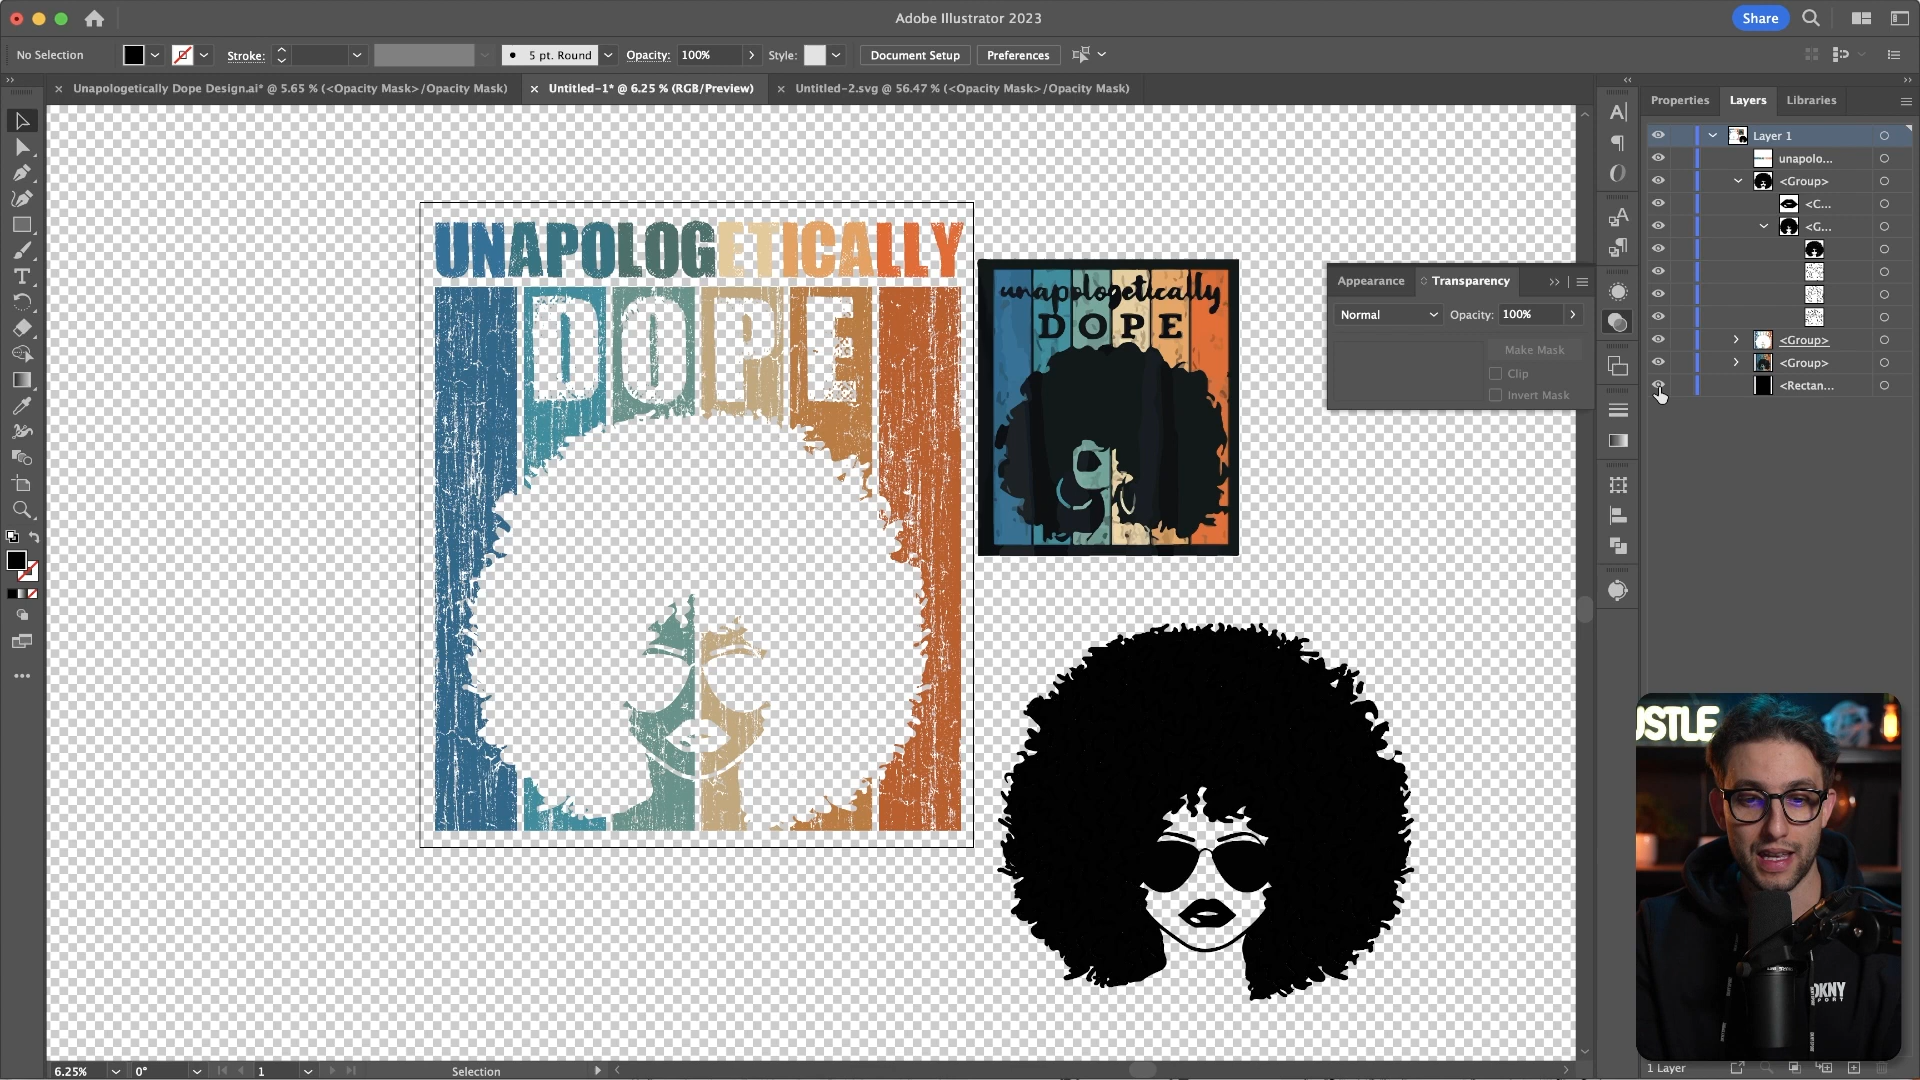 Adobe Illustrator 2023
Share
No Selection
Stroke:
5 pt. Round
Opacity: 100%
Style:
Document Setup
Preferences
Unapologetically Dope Design.ai* @ 5.65 % (<Opacity Mask>/Opacity Mask)
Untitled-1* @ 6.25 % (RGB/Preview)
Untitled-2.svg @ 56.47 % (<Opacity Mask>/Opacity Mask)
Properties
Layers
Libraries
Layer 1
unapolo...
<Group>
<C...
<G...
<Group>
<Group>
<Rectan...
UNAPOLOGETICALLY
DOPE
unapologetically
DOPE
Appearance
Transparency
Normal
Opacity: 100%
Make Mask
Clip
Invert Mask
USTLE
DKNY
SPORT
6.25%
0°
1
Selection
1 Layer